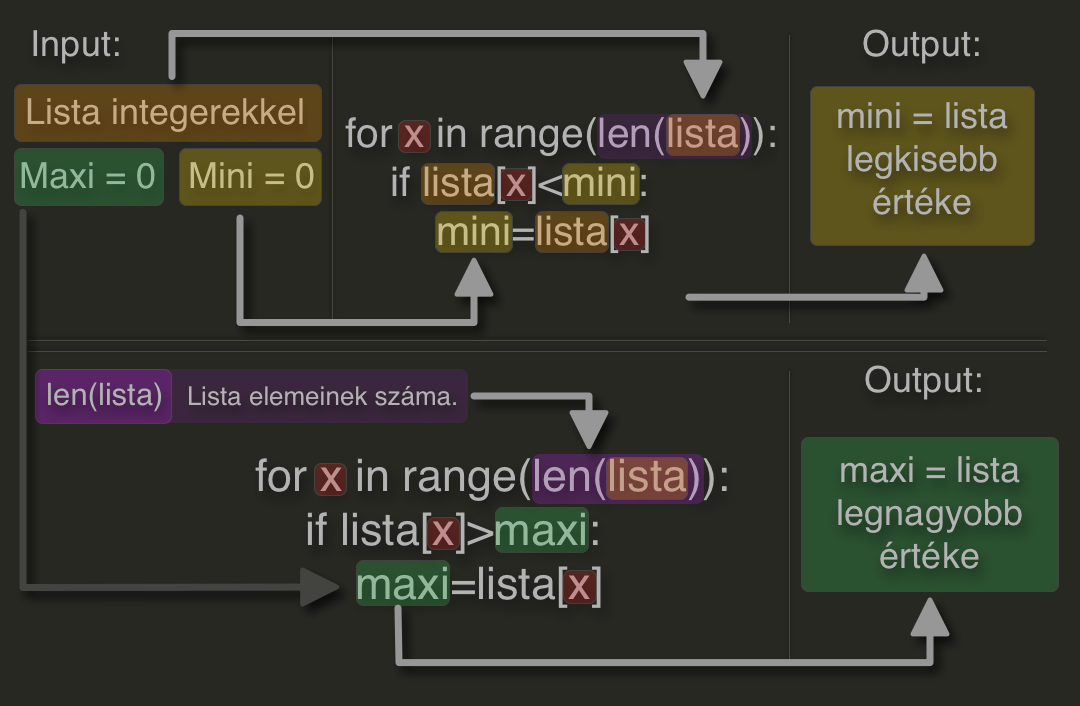 Input:
Lista integerekkel
Maxi = 0
Mini = 0
for x in range(len(lista)):
if lista[x]<mini:
mini=lista[x]
Output:
mini = lista
legkisebb
értéke
len(lista)
Lista elemeinek száma.
for x in range(len(lista)):
if lista[x]>maxi:
maxi=lista[x]
Output:
maxi = lista
legnagyobb
értéke